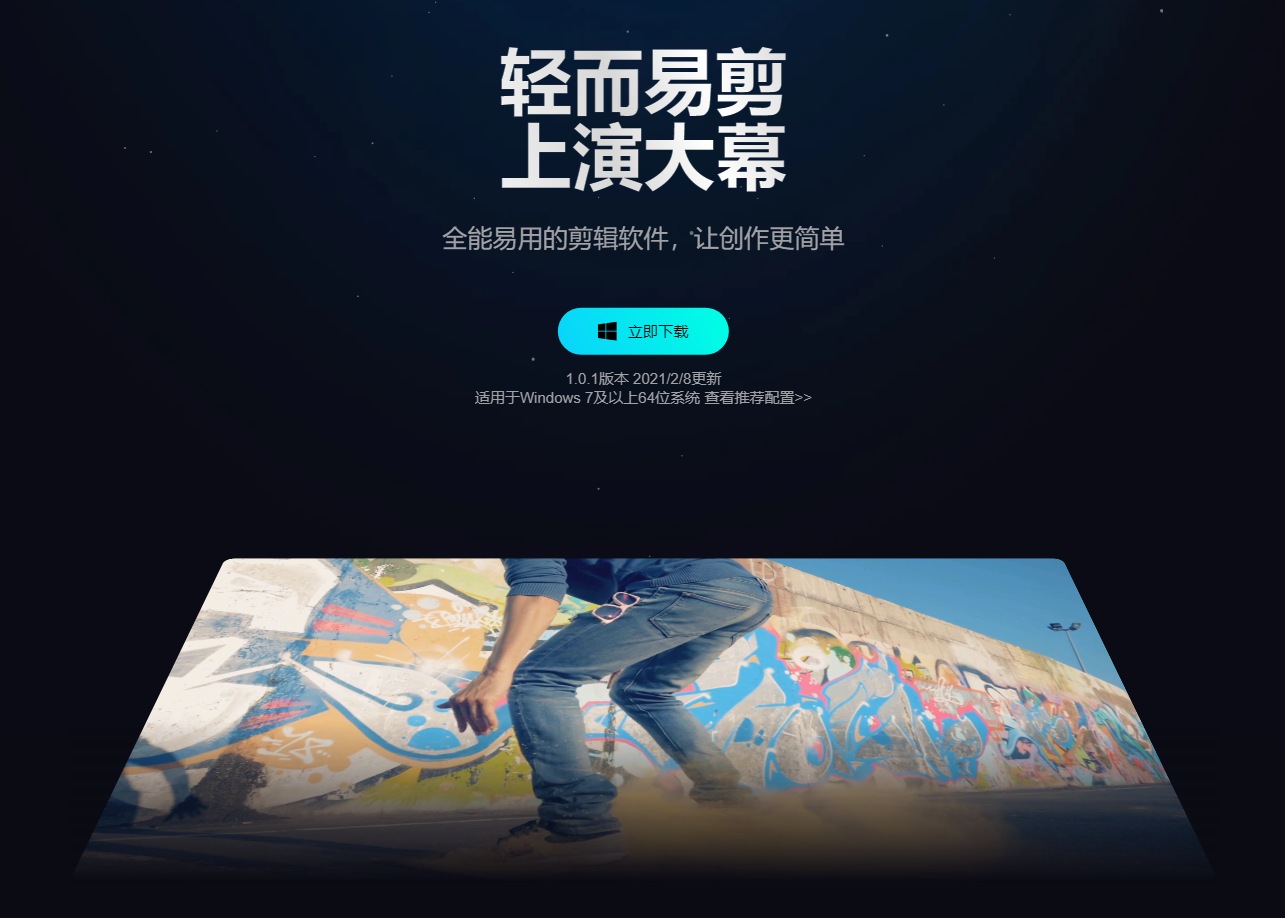 轻而易剪
上演大幕
全能易用的剪辑软件，让创作更简单
立即下载
1.0.1版本 2021/2/8更新
适用于Windows 7及以上64位系统 查看推荐配置>>